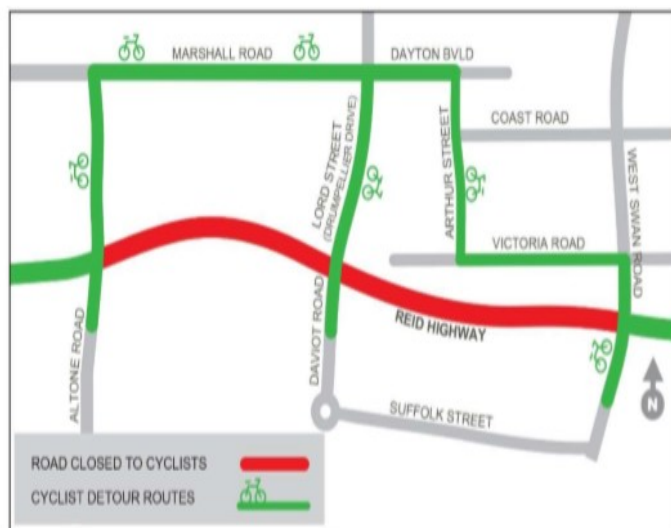 MARSHALL ROAD
DAYTON BVLD
COAST ROAD
LORD STREET
(DRUMPELLIER DRIVE)
ARTHUR STREET
WEST SWAN ROAD
VICTORIA ROAD
ALTONE ROAD
DAVIOT ROAD
REID HIGHWAY
N
SUFFOLK STREET
ROAD CLOSED TO CYCLISTS
CYCLIST DETOUR ROUTES